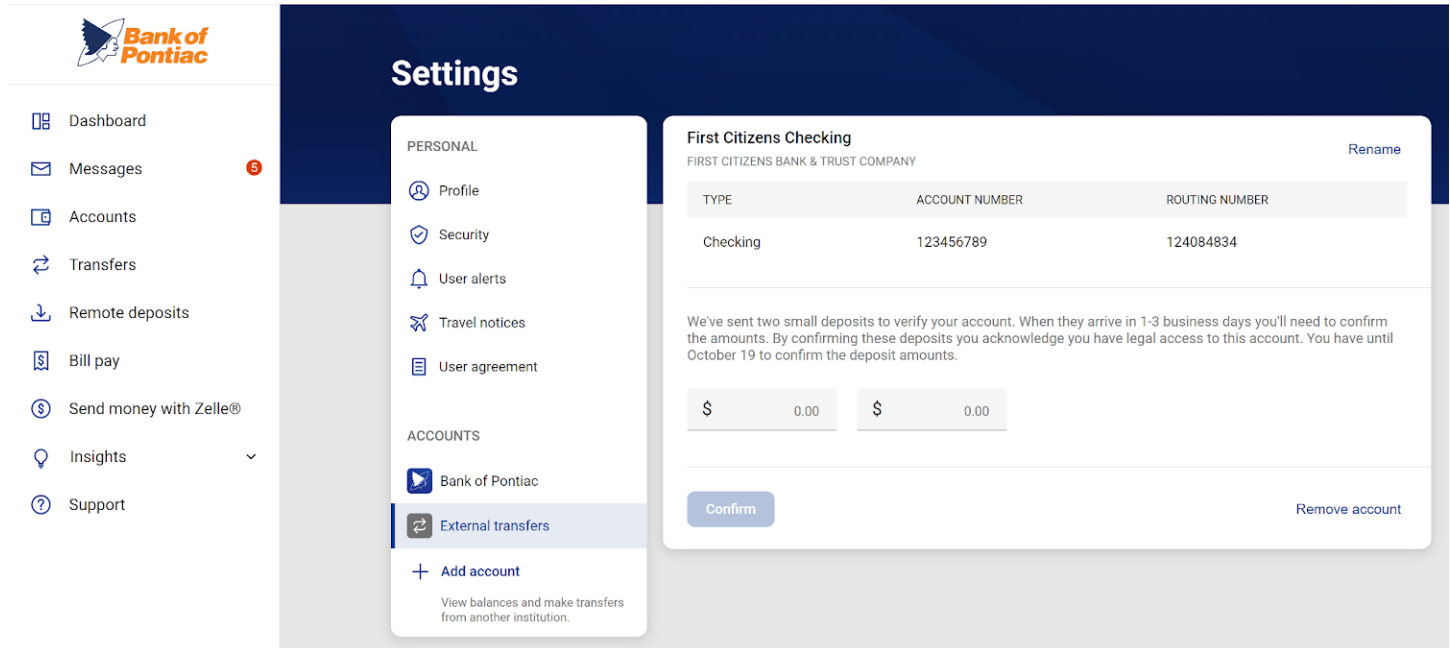 Bank of
Pontiac
Dashboard
Messages 5
Accounts
Transfers
Remote deposits
Bill pay
Send money with Zelle®
Insights
Support
Settings
PERSONAL
Profile
Security
User alerts
Travel notices
User agreement
ACCOUNTS
Bank of Pontiac
External transfers
Add account
View balances and make transfers
from another institution.
First Citizens Checking
FIRST CITIZENS BANK & TRUST COMPANY
Rename
TYPE ACCOUNT NUMBER ROUTING NUMBER
Checking 123456789 124084834
We've sent two small deposits to verify your account. When they arrive in 1-3 business days you'll need to confirm
the amounts. By confirming these deposits you acknowledge you have legal access to this account. You have until
October 19 to confirm the deposit amounts.
$ 0.00 $ 0.00
Confirm Remove account